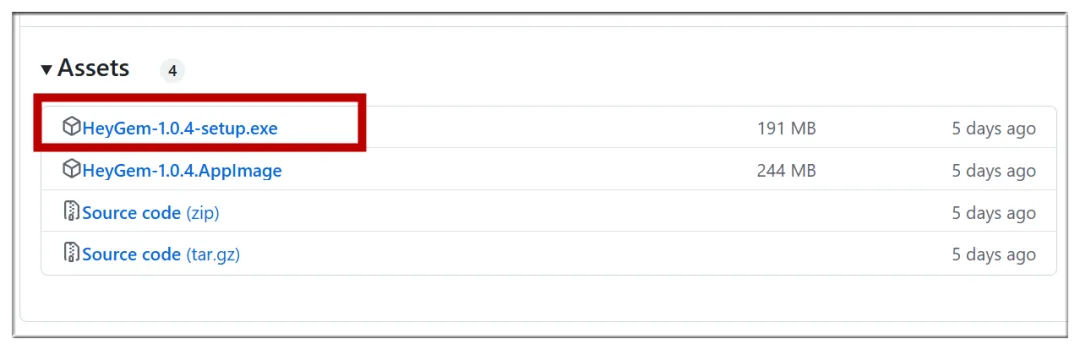 Assets 4
HeyGem-1.0.4-setup.exe 191 MB 5 days ago
HeyGem-1.0.4.AppImage 244 MB 5 days ago
Source code (zip) 5 days ago
Source code (tar.gz) 5 days ago